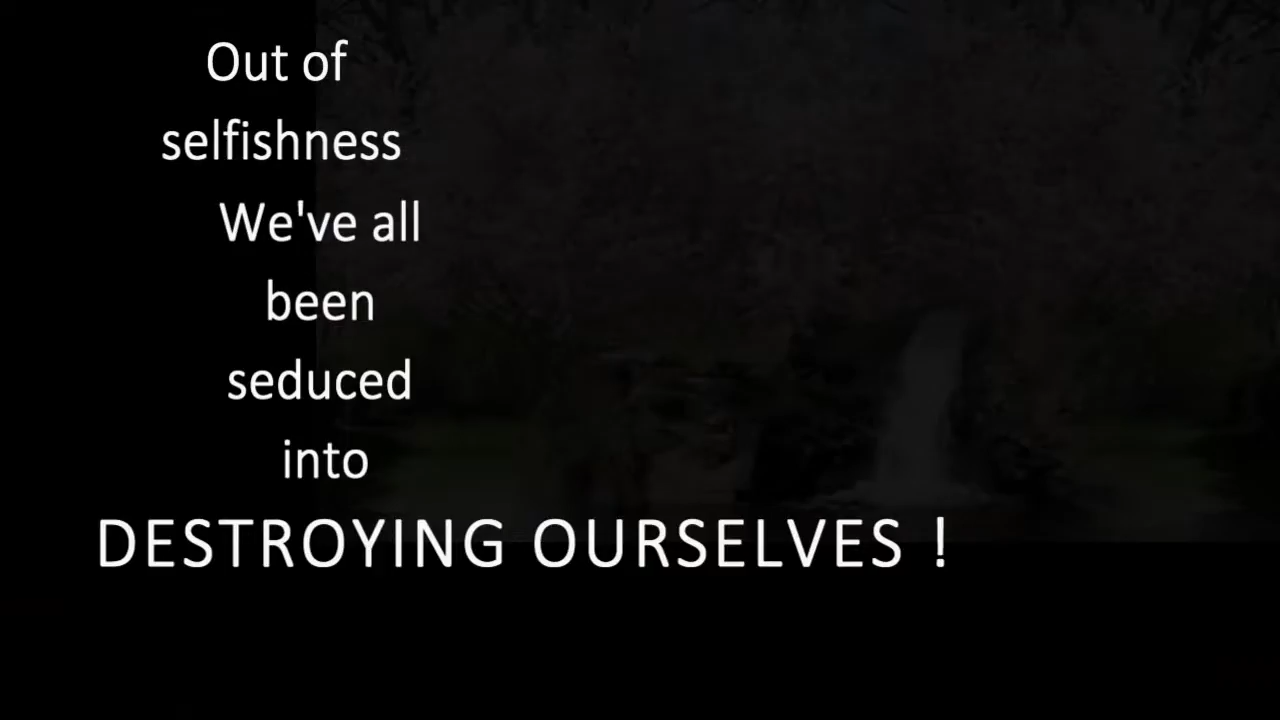 Out of
selfishness
We've all
been
seduced
into
DESTROYING OURSELVES !